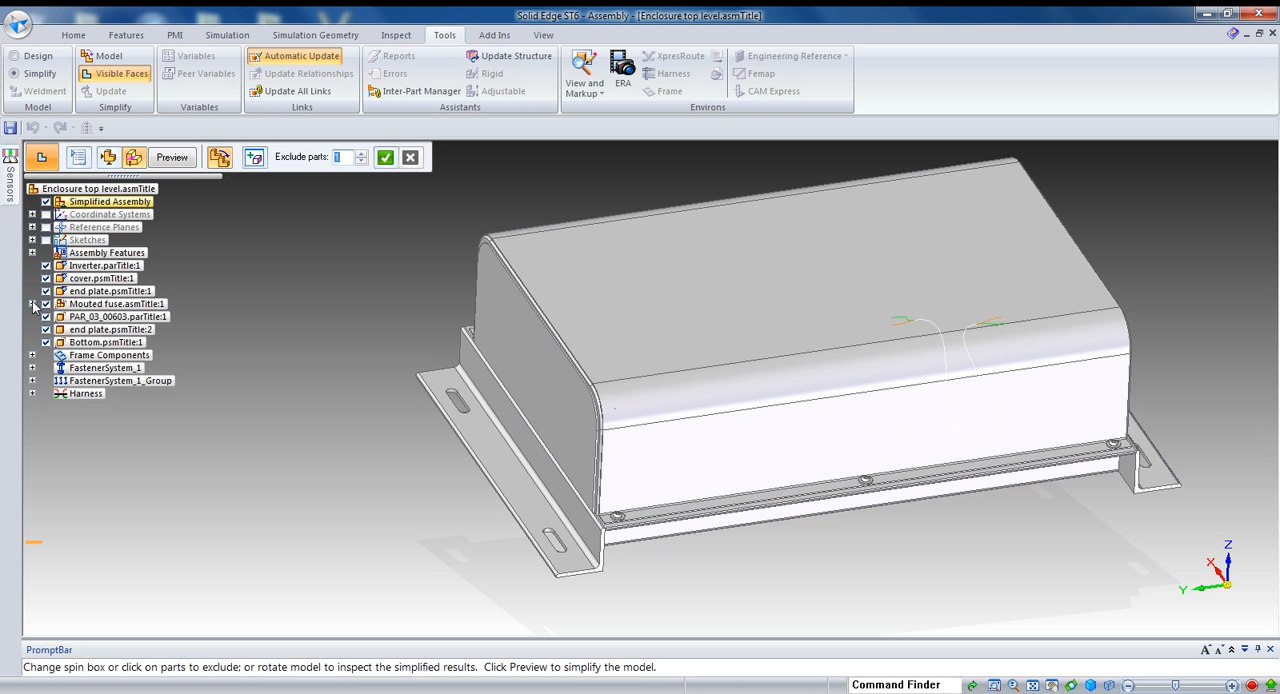 Solid Edge ST6 - Assembly - [Enclosure top level.asmTitle]
Home Features PMI Simulation Simulation Geometry Inspect Tools Add Ins View
Design Model Variables Automatic Update Reports Update Structure XpresRoute Engineering Reference
Simplify Visible Faces Peer Variables Update Relationships Errors Rigid View and Markup ERA Harness Femap
Weldment Update Update All Links Inter-Part Manager Adjustable Frame CAM Express
Model Simplify Variables Links Assistants Environs
Sensors
Preview Exclude parts: 1
Enclosure top level.asmTitle
Simplified Assembly
Coordinate Systems
Reference Planes
Sketches
Assembly Features
Inverter.parTitle:1
cover.psmTitle:1
end plate.psmTitle:1
Mouted fuse.asmTitle:1
PAR_03_00603.parTitle:1
end plate.psmTitle:2
Bottom.psmTitle:1
Frame Components
FastenerSystem_1
FastenerSystem_1_Group
Harness
Z
X
Y
PromptBar
Change spin box or click on parts to exclude; or rotate model to inspect the simplified results. Click Preview to simplify the model.
Command Finder